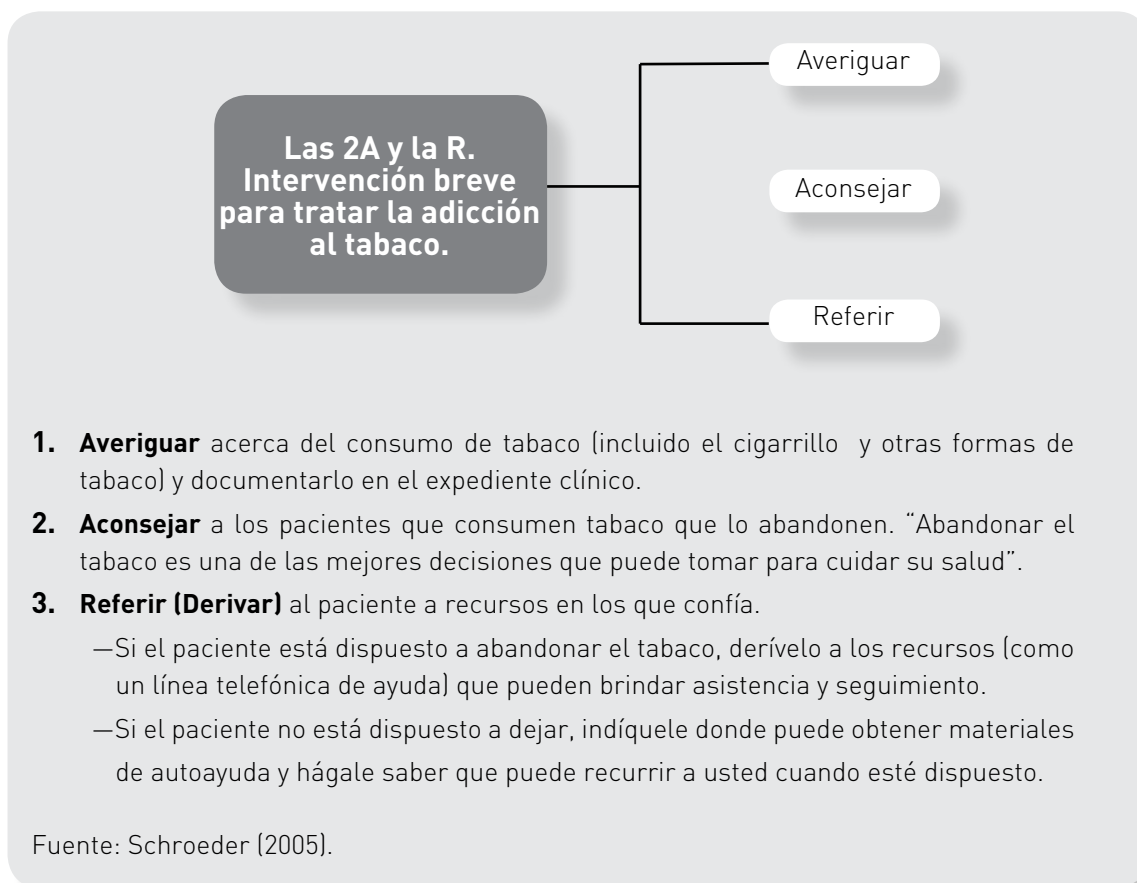 Las 2A y la R.
Intervención breve
para tratar la adicción
al tabaco.
Averiguar
Aconsejar
Referir
1. Averiguar acerca del consumo de tabaco (incluido el cigarrillo y otras formas de
tabaco) y documentarlo en el expediente clínico.
2. Aconsejar a los pacientes que consumen tabaco que lo abandonen. “Abandonar el
tabaco es una de las mejores decisiones que puede tomar para cuidar su salud”.
3. Referir (Derivar) al paciente a recursos en los que confía.
—Si el paciente está dispuesto a abandonar el tabaco, derívelo a los recursos (como
un línea telefónica de ayuda) que pueden brindar asistencia y seguimiento.
—Si el paciente no está dispuesto a dejar, indíquele donde puede obtener materiales
de autoayuda y hágale saber que puede recurrir a usted cuando esté dispuesto.
Fuente: Schroeder (2005).